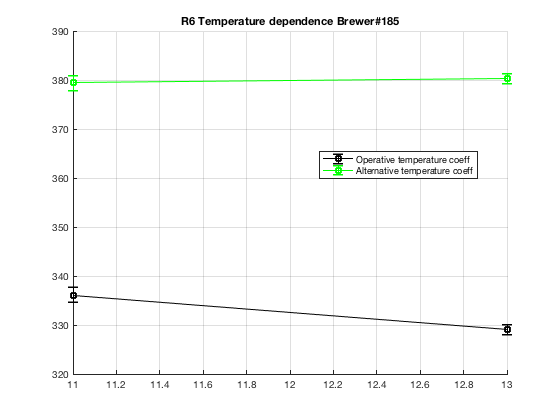 R6 Temperature dependence Brewer#185
390
380
370
360
350
340
330
320
Operative temperature coeff
Alternative temperature coeff
11 11.2 11.4 11.6 11.8 12 12.2 12.4 12.6 12.8 13